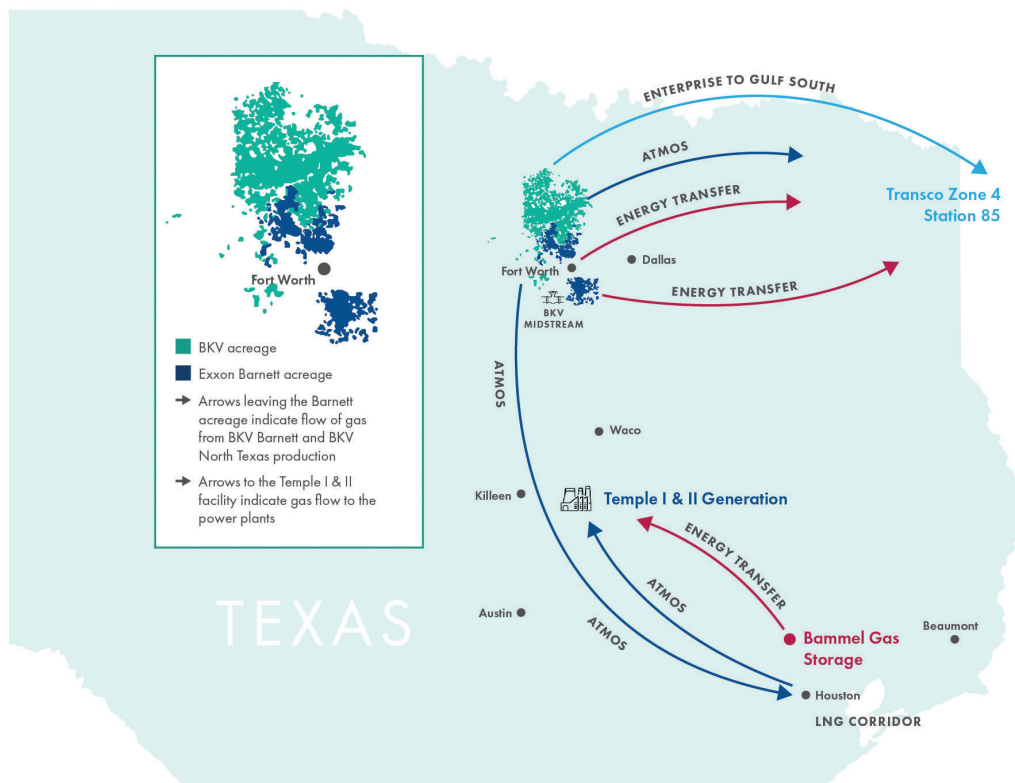 Fort Worth
BKV acreage
Exxon Barnett acreage
Arrows leaving the Barnett
acreage indicate flow of gas
from BKV Barnett and BKV
North Texas production
Arrows to the Temple I & II
facility indicate gas flow to the
power plants
ENTERPRISE TO GULF SOUTH
ATMOS
ENERGY TRANSFER
Transco Zone 4
Station 85
Fort Worth
Dallas
ENERGY TRANSFER
BKV
MIDSTREAM
ATMOS
Waco
Killeen
Temple I & II Generation
ENERGY TRANSFER
ATMOS
TEXAS
Austin
ATMOS
Bammel Gas
Storage
Beaumont
Houston
LNG CORRIDOR